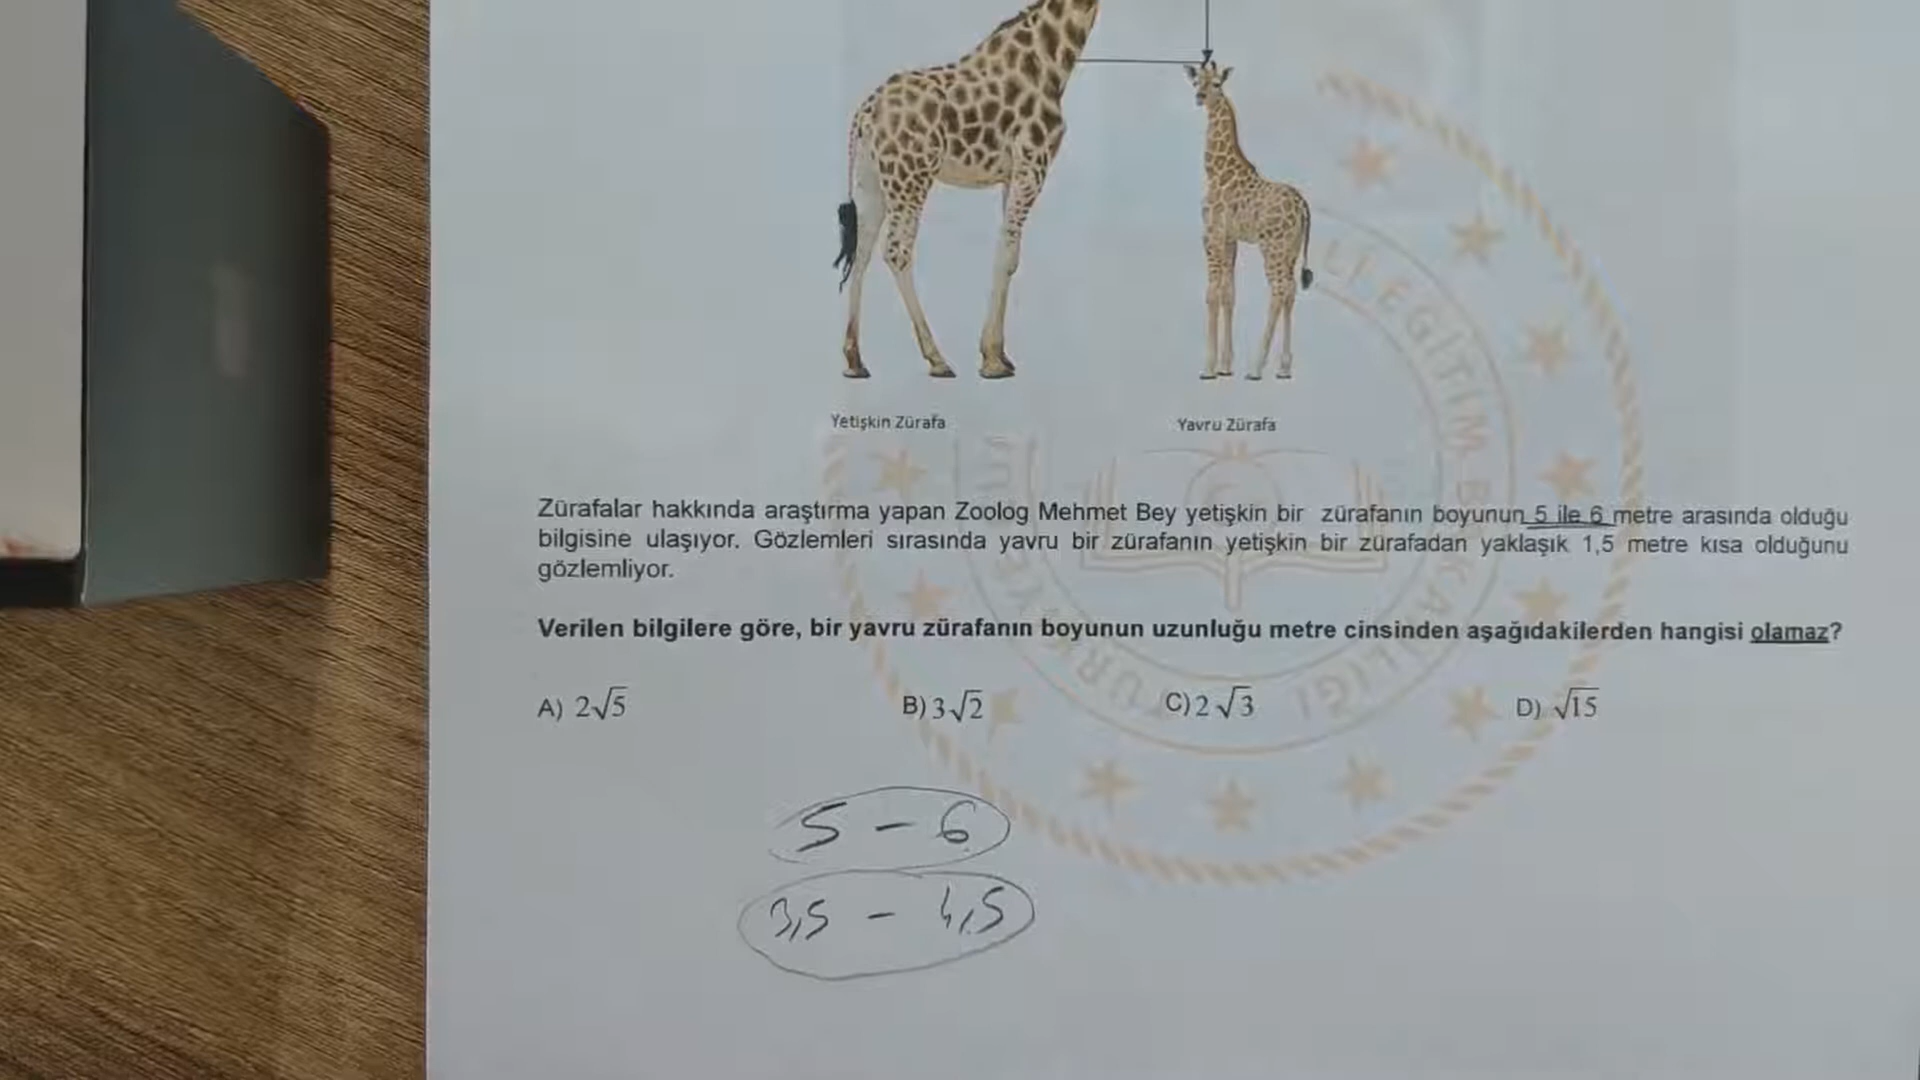 Yetişkin Zürafa
Yavru Zürafa
Zürafalar hakkında araştırma yapan Zoolog Mehmet Bey yetişkin bir zürafanın boyunun 5 ile 6 metre arasında olduğu
bilgisine ulaşıyor. Gözlemleri sırasında yavru bir zürafanın yetişkin bir zürafadan yaklaşık 1,5 metre kısa olduğunu
gözlemliyor.
Verilen bilgilere göre, bir yavru zürafanın boyunun uzunluğu metre cinsinden aşağıdakilerden hangisi olamaz?
A) 2√5 B) 3√2 C) 2√3 D) √15
5 – 6
3,5 – 4,5